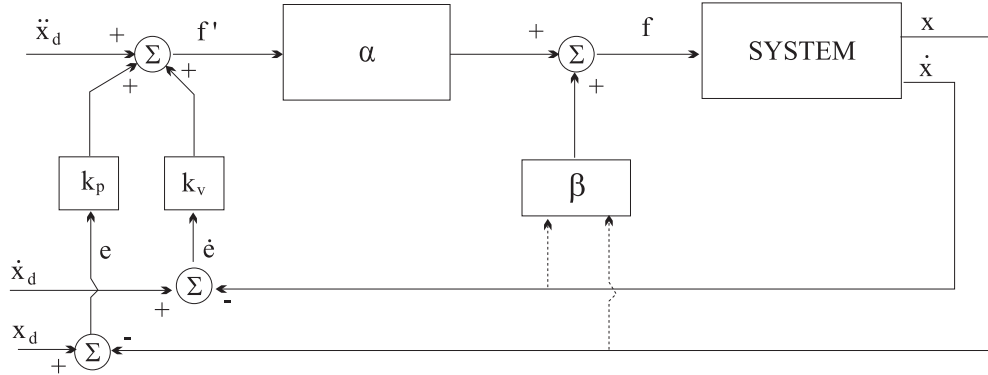 ẍ_d + Σ f ' α + Σ f SYSTEM x
+ + + ẋ
k_p k_v β
e ė
ẋ_d + Σ -
x_d + Σ -